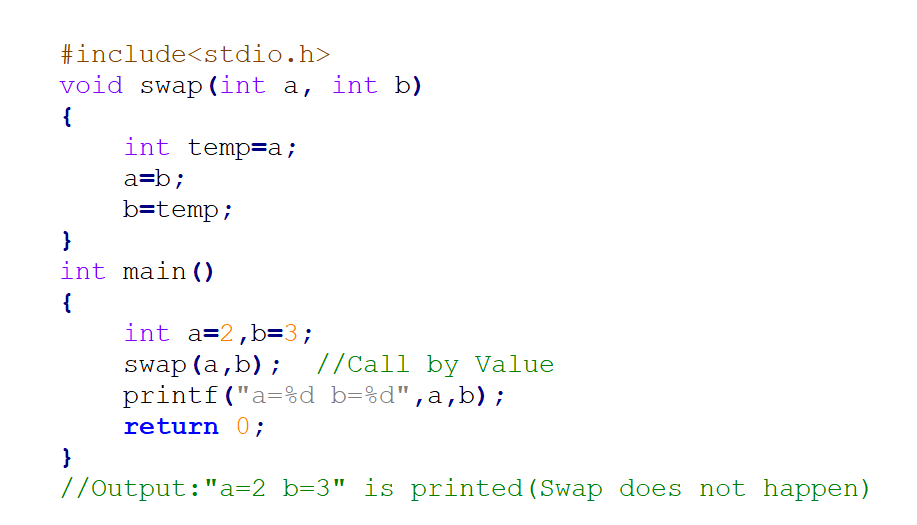 #include<stdio.h>
void swap(int a, int b)
{
    int temp=a;
    a=b;
    b=temp;
}
int main()
{
    int a=2,b=3;
    swap(a,b);  //Call by Value
    printf("a=%d b=%d",a,b);
    return 0;
}
//Output:"a=2 b=3" is printed(Swap does not happen)